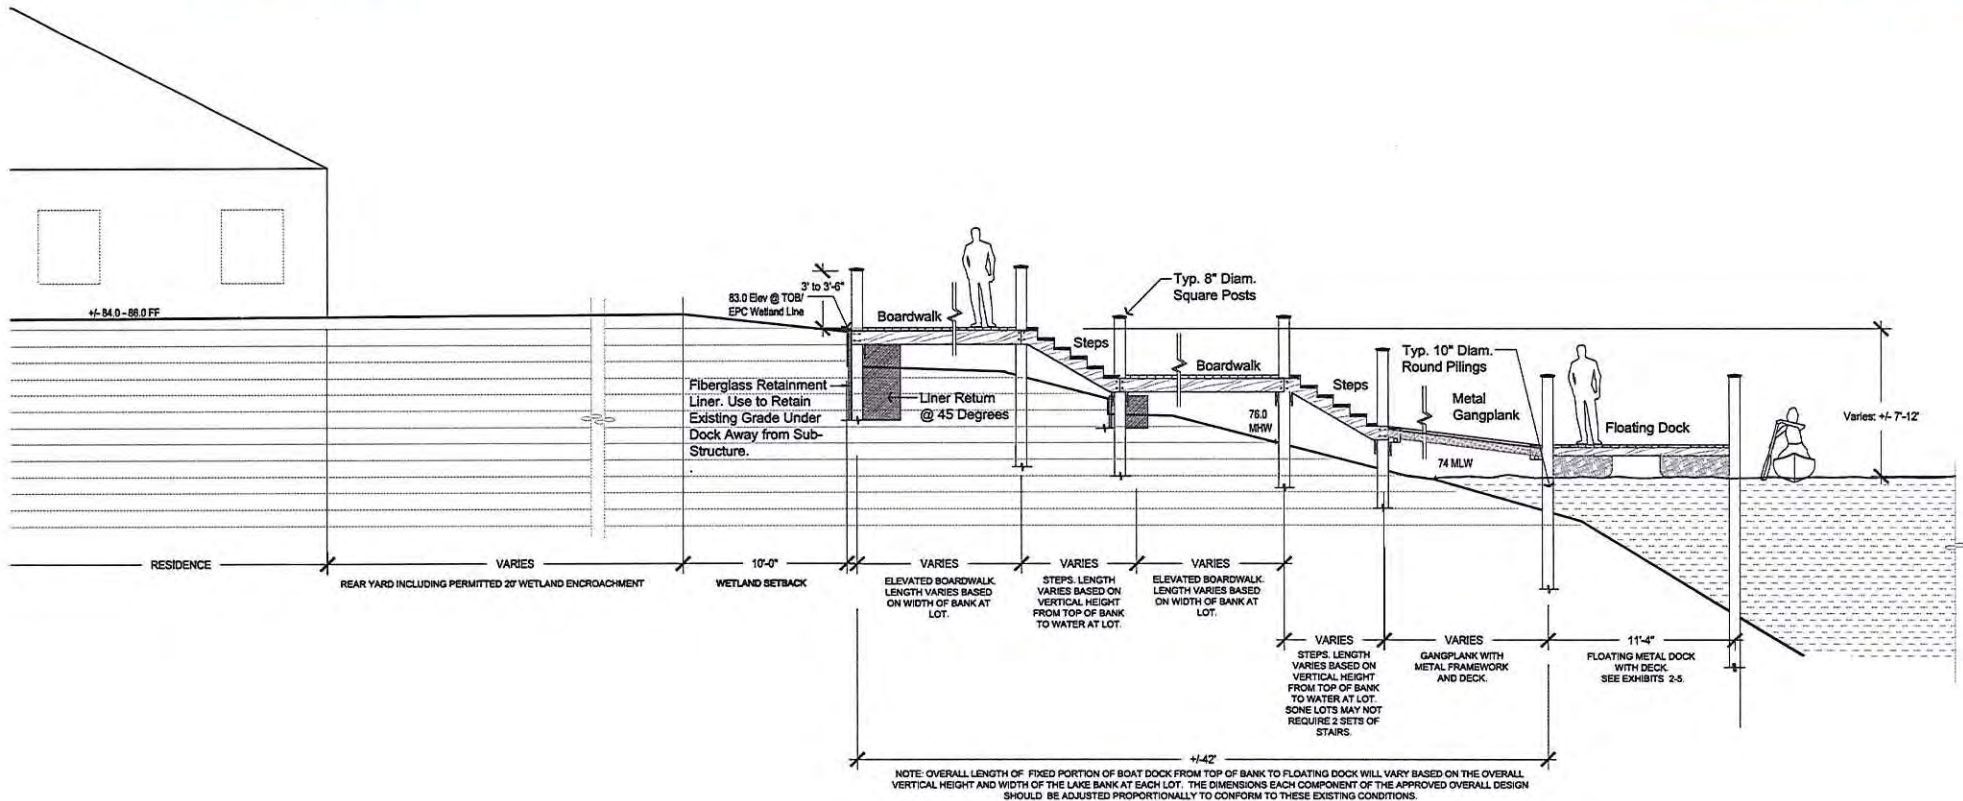 +/- 84.0 - 86.0 FF
83.0 Elev @ TOB/
EPC Wetland Line
3' to 3'-6"
Boardwalk
Steps
Typ. 8" Diam.
Square Posts
Boardwalk
Steps
Typ. 10" Diam.
Round Pilings
Metal
Gangplank
Floating Dock
Varies: +/- 7'-12'
Fiberglass Retainment
Liner. Use to Retain
Existing Grade Under
Dock Away from Sub-
Structure.
Liner Return
@ 45 Degrees
76.0
MHW
74 MLW
RESIDENCE
VARIES
REAR YARD INCLUDING PERMITTED 20' WETLAND ENCROACHMENT
10'-0"
WETLAND SETBACK
VARIES
ELEVATED BOARDWALK.
LENGTH VARIES BASED
ON WIDTH OF BANK AT
LOT.
VARIES
STEPS. LENGTH
VARIES BASED ON
VERTICAL HEIGHT
FROM TOP OF BANK
TO WATER AT LOT.
VARIES
ELEVATED BOARDWALK.
LENGTH VARIES BASED
ON WIDTH OF BANK AT
LOT.
VARIES
STEPS. LENGTH
VARIES BASED ON
VERTICAL HEIGHT
FROM TOP OF BANK
TO WATER AT LOT.
SONE LOTS MAY NOT
REQUIRE 2 SETS OF
STAIRS.
VARIES
GANGPLANK WITH
METAL FRAMEWORK
AND DECK.
11'-4"
FLOATING METAL DOCK
WITH DECK.
SEE EXHIBITS 2-5.
+/-42'
NOTE: OVERALL LENGTH OF FIXED PORTION OF BOAT DOCK FROM TOP OF BANK TO FLOATING DOCK WILL VARY BASED ON THE OVERALL
VERTICAL HEIGHT AND WIDTH OF THE LAKE BANK AT EACH LOT. THE DIMENSIONS EACH COMPONENT OF THE APPROVED OVERALL DESIGN
SHOULD BE ADJUSTED PROPORTIONALLY TO CONFORM TO THESE EXISTING CONDITIONS.